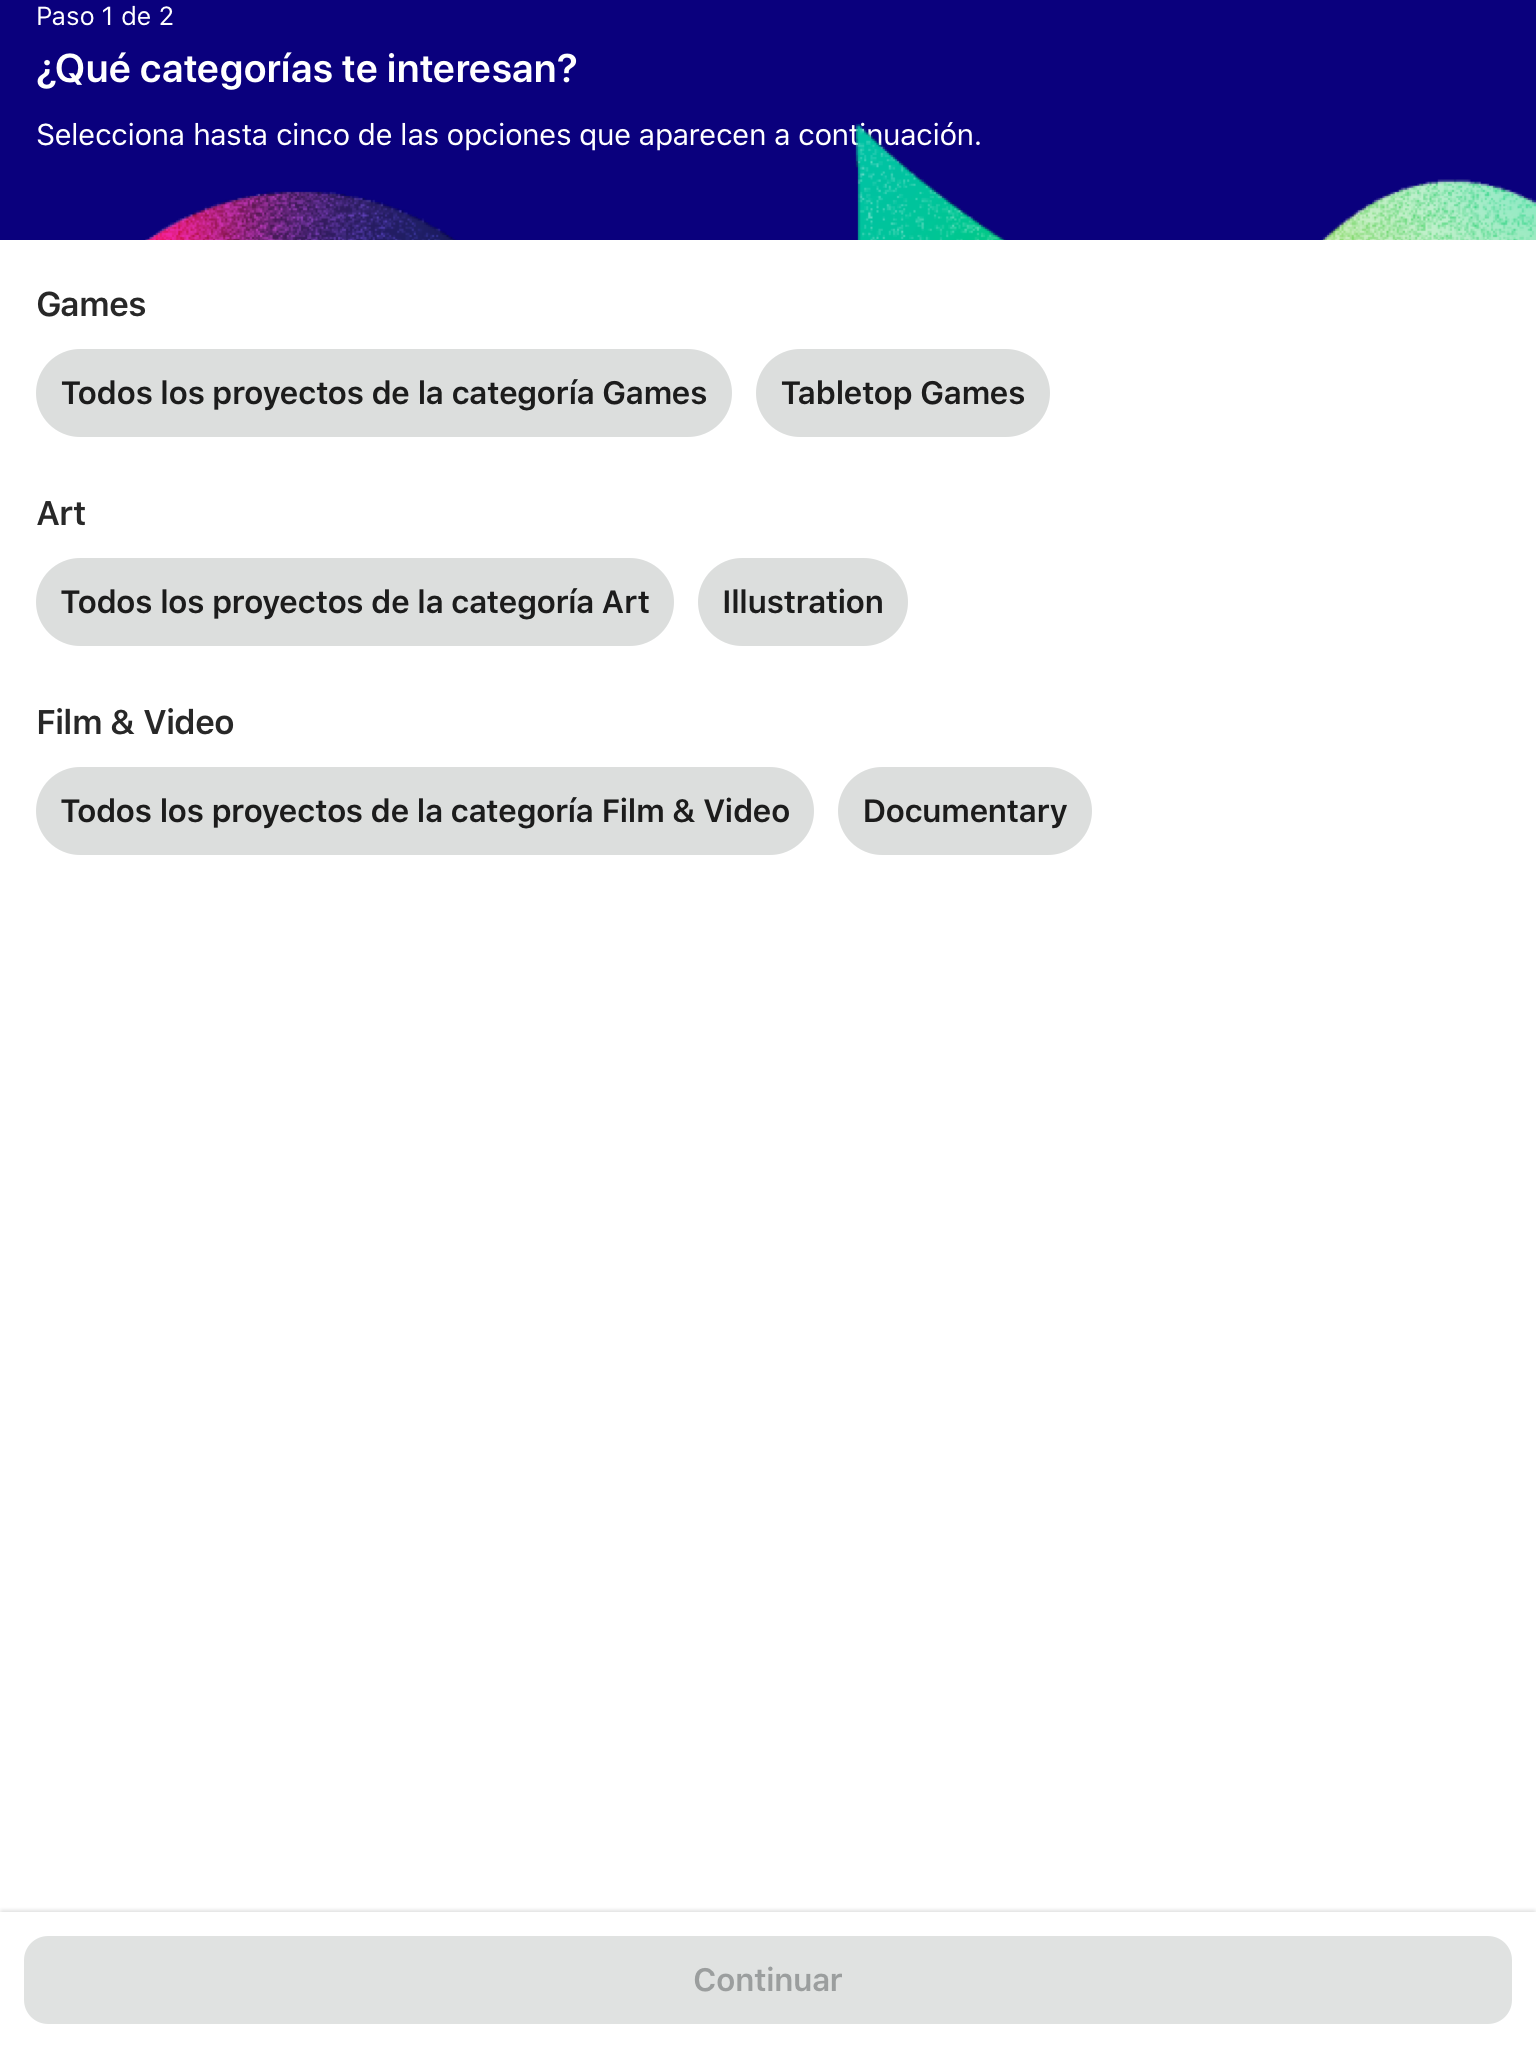 Paso 1 de 2
¿Qué categorías te interesan?
Selecciona hasta cinco de las opciones que aparecen a continuación.
Games
Todos los proyectos de la categoría Games
Tabletop Games
Art
Todos los proyectos de la categoría Art
Illustration
Film & Video
Todos los proyectos de la categoría Film & Video
Documentary
Continuar